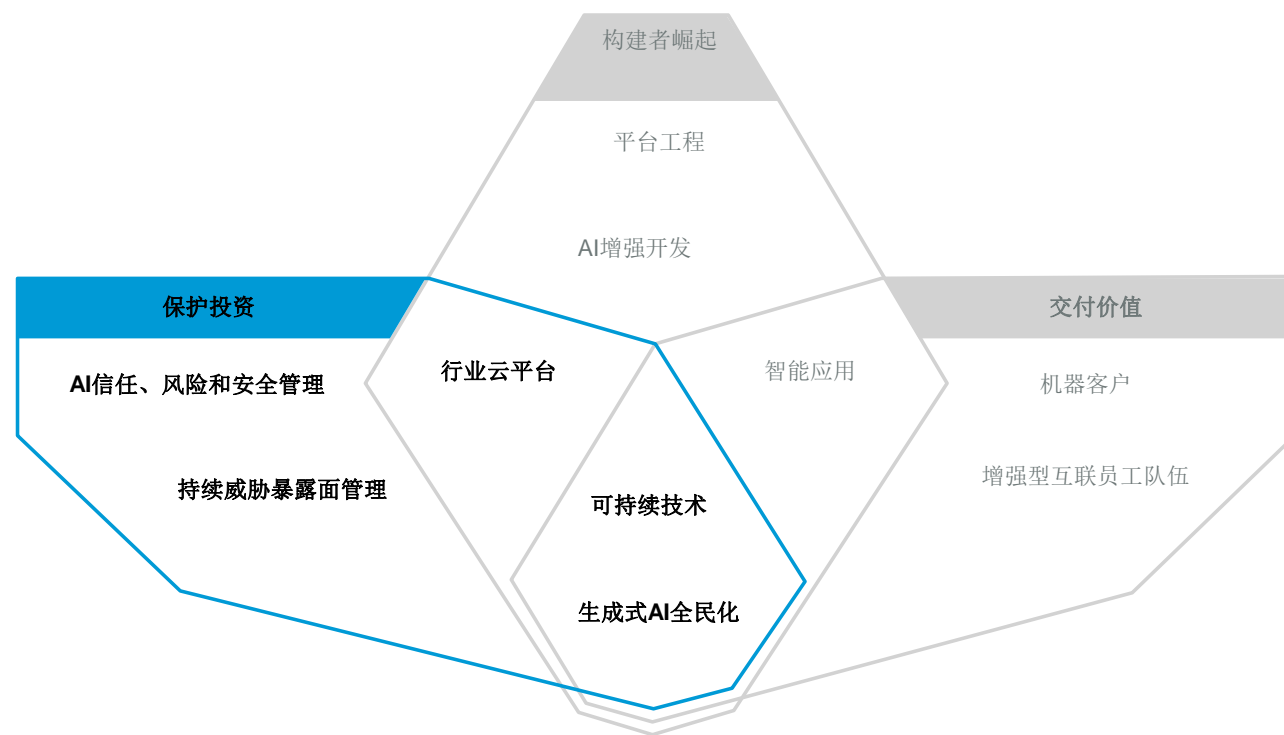 构建者崛起
平台工程
AI增强开发
保护投资
交付价值
AI信任、风险和安全管理
行业云平台
智能应用
机器客户
持续威胁暴露面管理
可持续技术
增强型互联员工队伍
生成式AI全民化